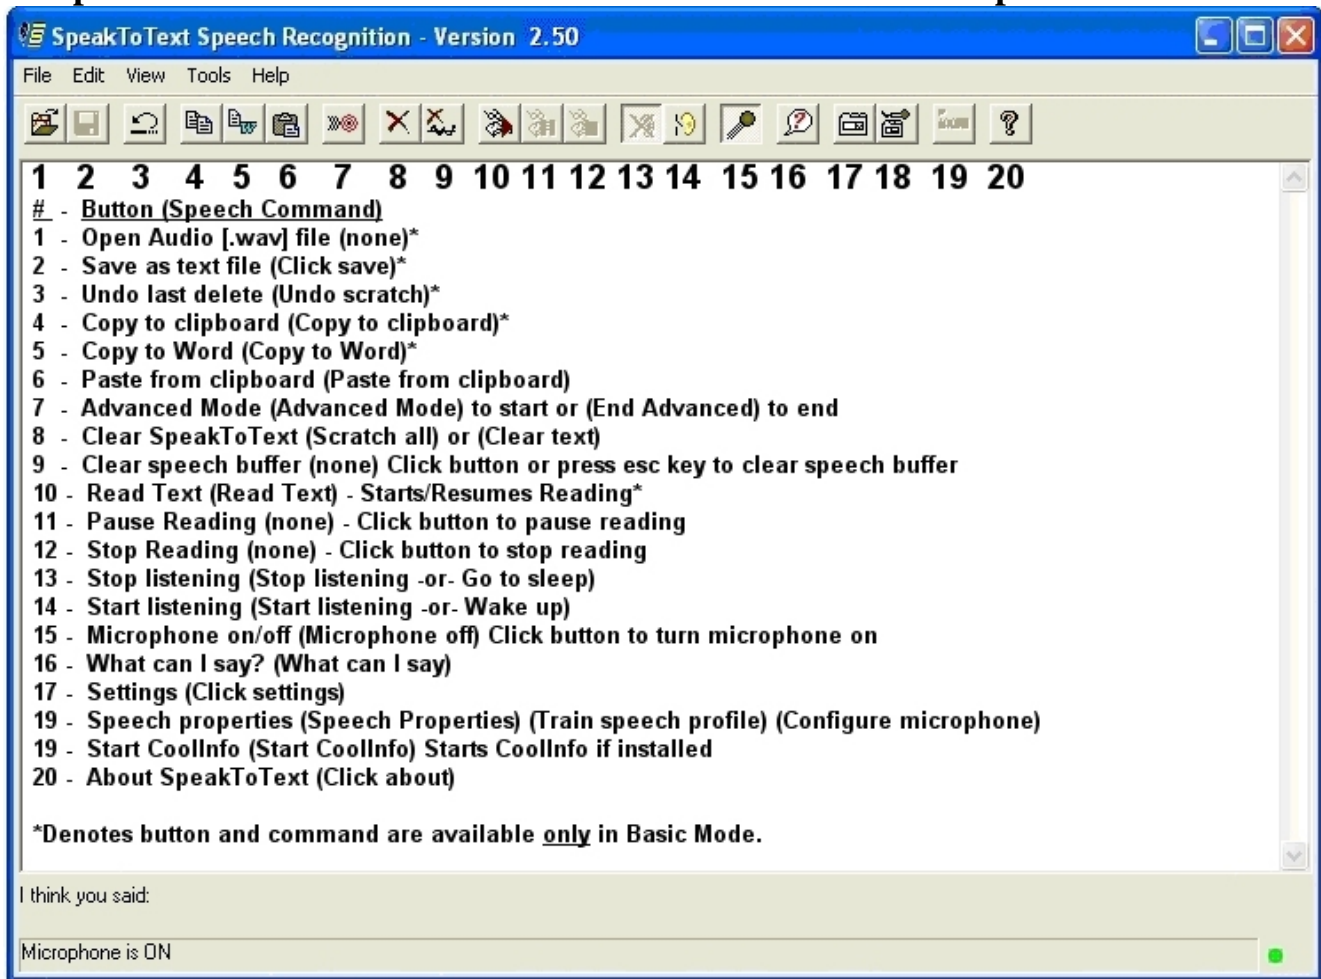 SpeakToText Speech Recognition - Version 2.50
File Edit View Tools Help
1 2 3 4 5 6 7 8 9 10 11 12 13 14 15 16 17 18 19 20
# - Button (Speech Command)
1 - Open Audio [.wav] file (none)*
2 - Save as text file (Click save)*
3 - Undo last delete (Undo scratch)*
4 - Copy to clipboard (Copy to clipboard)*
5 - Copy to Word (Copy to Word)*
6 - Paste from clipboard (Paste from clipboard)
7 - Advanced Mode (Advanced Mode) to start or (End Advanced) to end
8 - Clear SpeakToText (Scratch all) or (Clear text)
9 - Clear speech buffer (none) Click button or press esc key to clear speech buffer
10 - Read Text (Read Text) - Starts/Resumes Reading*
11 - Pause Reading (none) - Click button to pause reading
12 - Stop Reading (none) - Click button to stop reading
13 - Stop listening (Stop listening -or- Go to sleep)
14 - Start listening (Start listening -or- Wake up)
15 - Microphone on/off (Microphone off) Click button to turn microphone on
16 - What can I say? (What can I say)
17 - Settings (Click settings)
19 - Speech properties (Speech Properties) (Train speech profile) (Configure microphone)
19 - Start CoolInfo (Start CoolInfo) Starts CoolInfo if installed
20 - About SpeakToText (Click about)
*Denotes button and command are available only in Basic Mode.
I think you said:
Microphone is ON